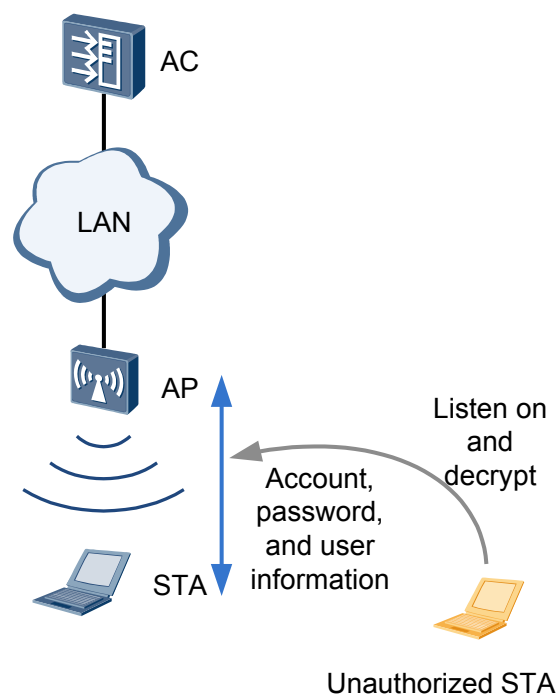 AC
LAN
AP
Listen on
and
decrypt
Account,
password,
and user
information
STA
Unauthorized STA